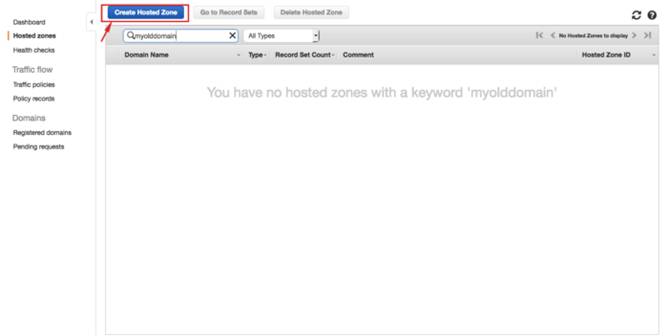 Create Hosted Zone Go to Record Sets Delete Hosted Zone
Dashboard
Hosted zones
Health checks
Traffic flow
Traffic policies
Policy records
Domains
Registered domains
Pending requests
myolddomain All Types No Hosted Zones to display
Domain Name Type Record Set Count Comment Hosted Zone ID
You have no hosted zones with a keyword 'myolddomain'